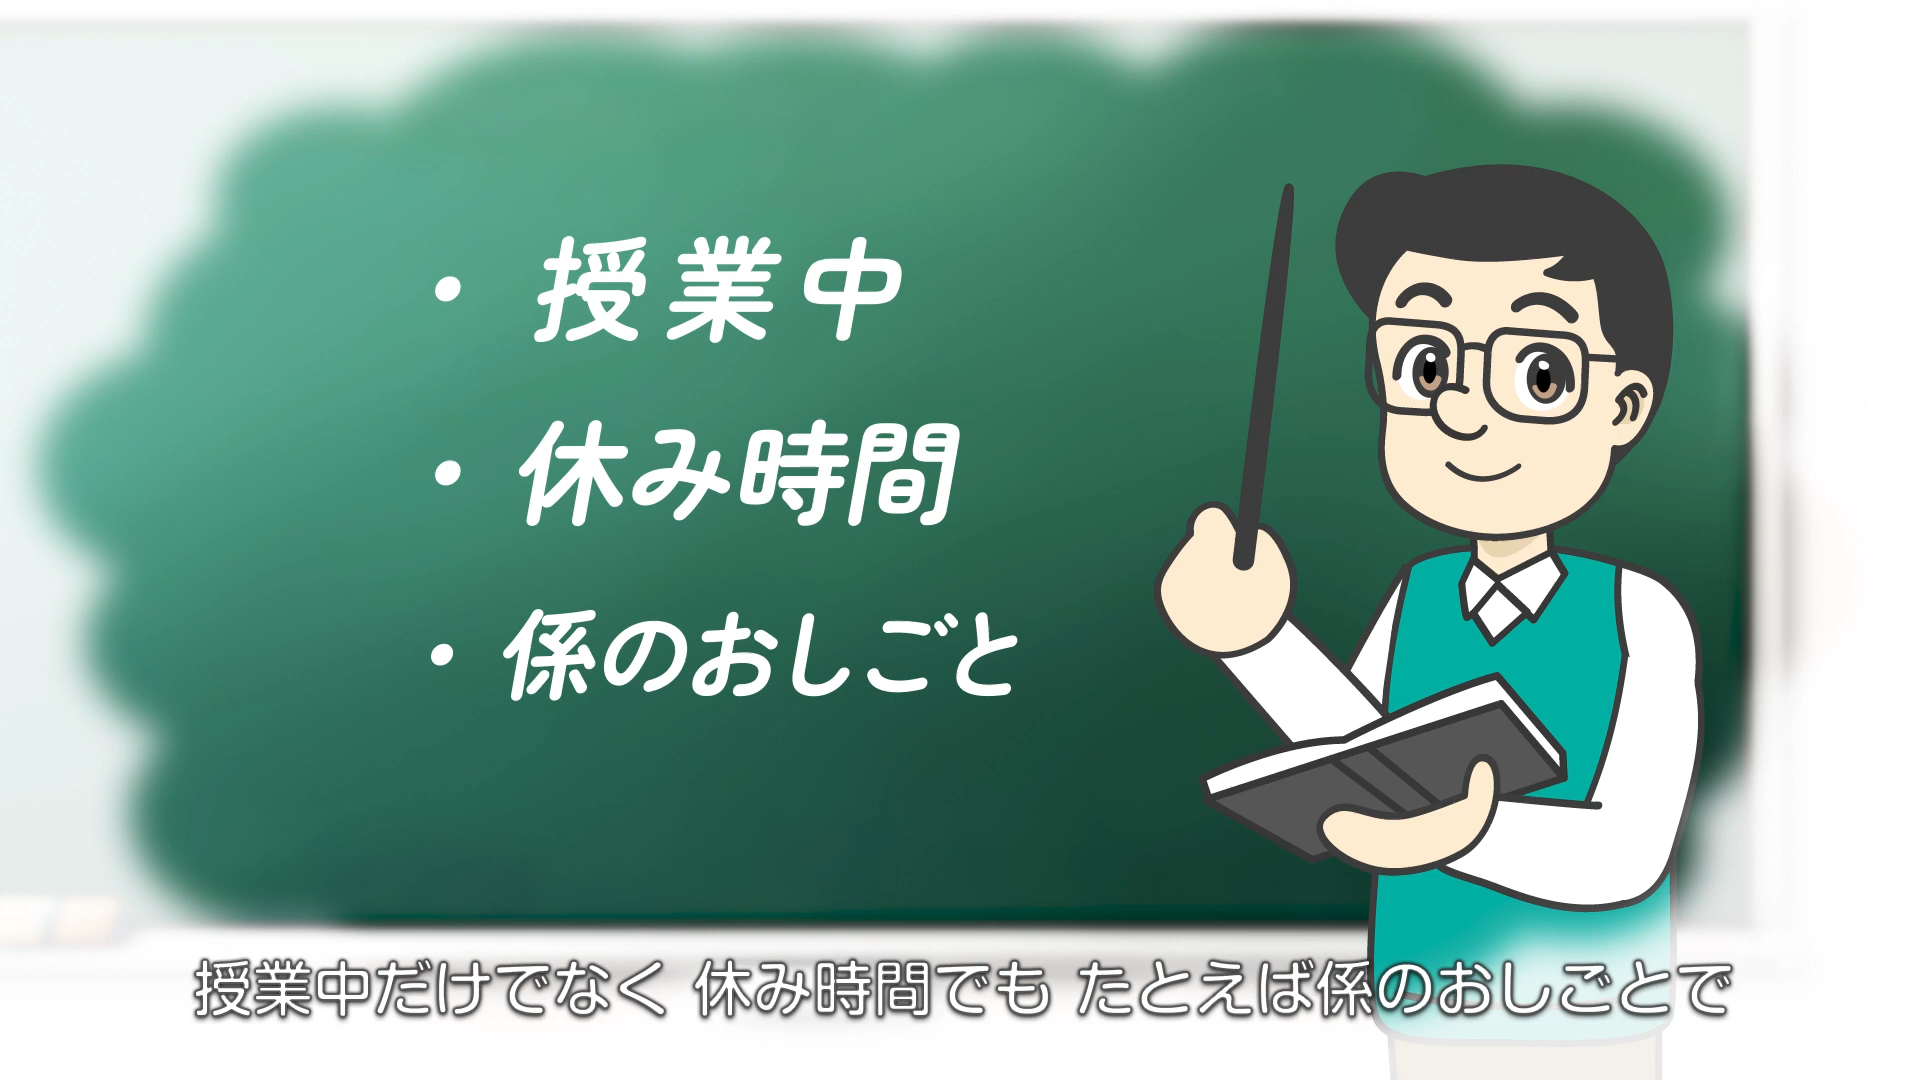 ・ 授業中
・ 休み時間
・ 係のおしごと
授業中だけでなく 休み時間でも たとえば係のおしごとで